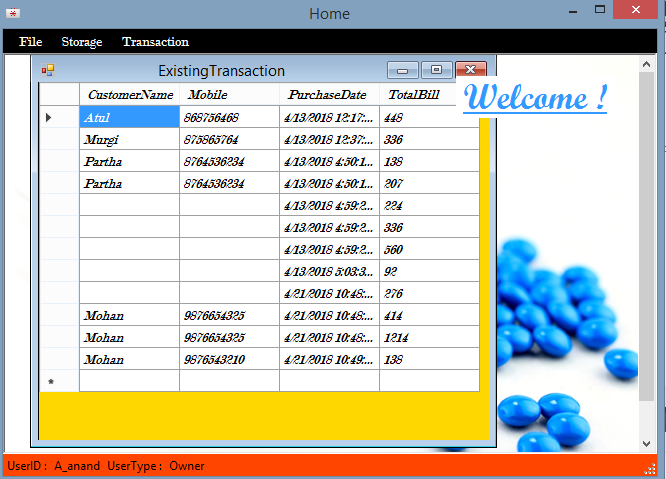 Home
File Storage Transaction
ExistingTransaction
Welcome !
CustomerName Mobile PurchaseDate TotalBill
Atul 868756468 4/13/2018 12:17:... 448
Murgi 875865764 4/13/2018 12:37:... 336
Partha 8764536234 4/13/2018 4:50:1... 138
Partha 8764536234 4/13/2018 4:50:1... 207
4/13/2018 4:59:2... 224
4/13/2018 4:59:2... 336
4/13/2018 4:59:2... 560
4/13/2018 5:03:3... 92
4/21/2018 10:48:... 276
Mohan 9876654325 4/21/2018 10:48:... 414
Mohan 9876654325 4/21/2018 10:48:... 1214
Mohan 9876543210 4/21/2018 10:49:... 138
*
UserID : A_anand UserType : Owner